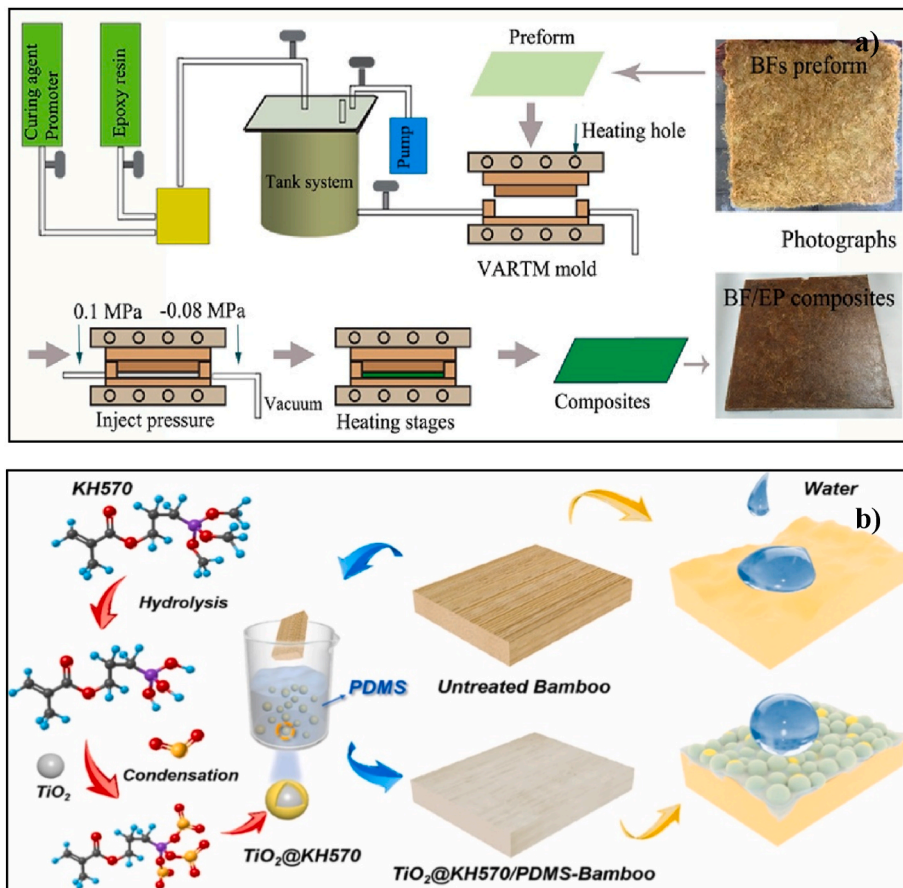 a)
Curing agent
Promoter
Epoxy resin
Tank system
Pump
Preform
Heating hole
BFs preform
VARTM mold
Photographs
0.1 MPa
-0.08 MPa
Inject pressure
Vacuum
Heating stages
Composites
BF/EP composites
b)
KH570
Water
Hydrolysis
PDMS
Untreated Bamboo
TiO₂
Condensation
TiO₂@KH570
TiO₂@KH570/PDMS-Bamboo